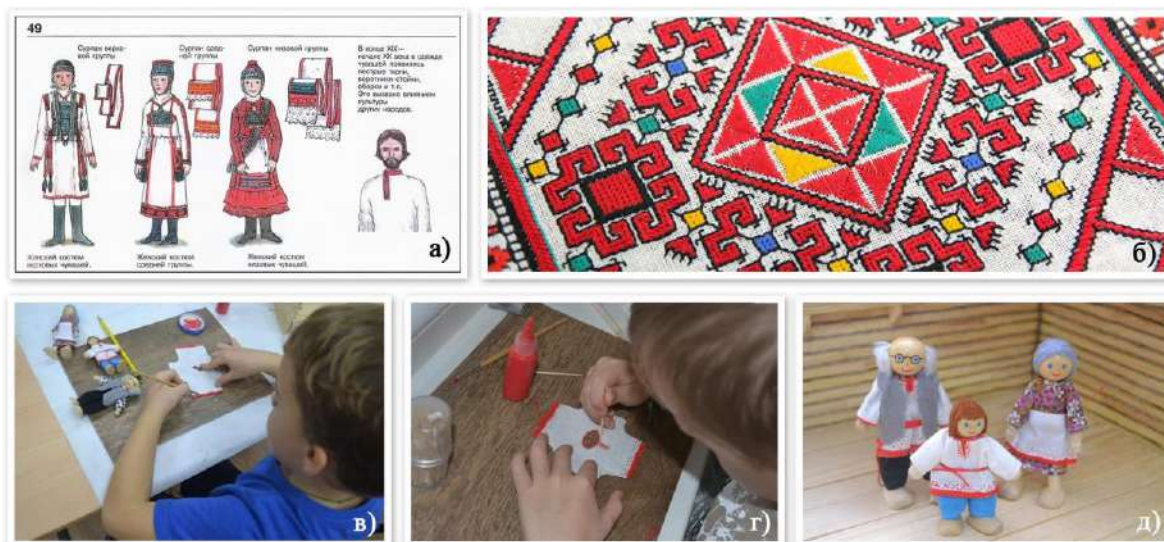 49
Сурпан верхо-
вой группы
Сурпан сред-
ней группы
Сурпан низовой группы
В конце XIX—
начале XX века в одежде
чувашей появились
пестрые ткани,
воротники-стойки,
оборки и т.п.
Это вызвано влиянием
культуры
других народов.
Женский костюм
верховых чувашей.
Женский костюм
средней группы.
Женский костюм
низовых чувашей.
а)
б)
в)
г)
д)